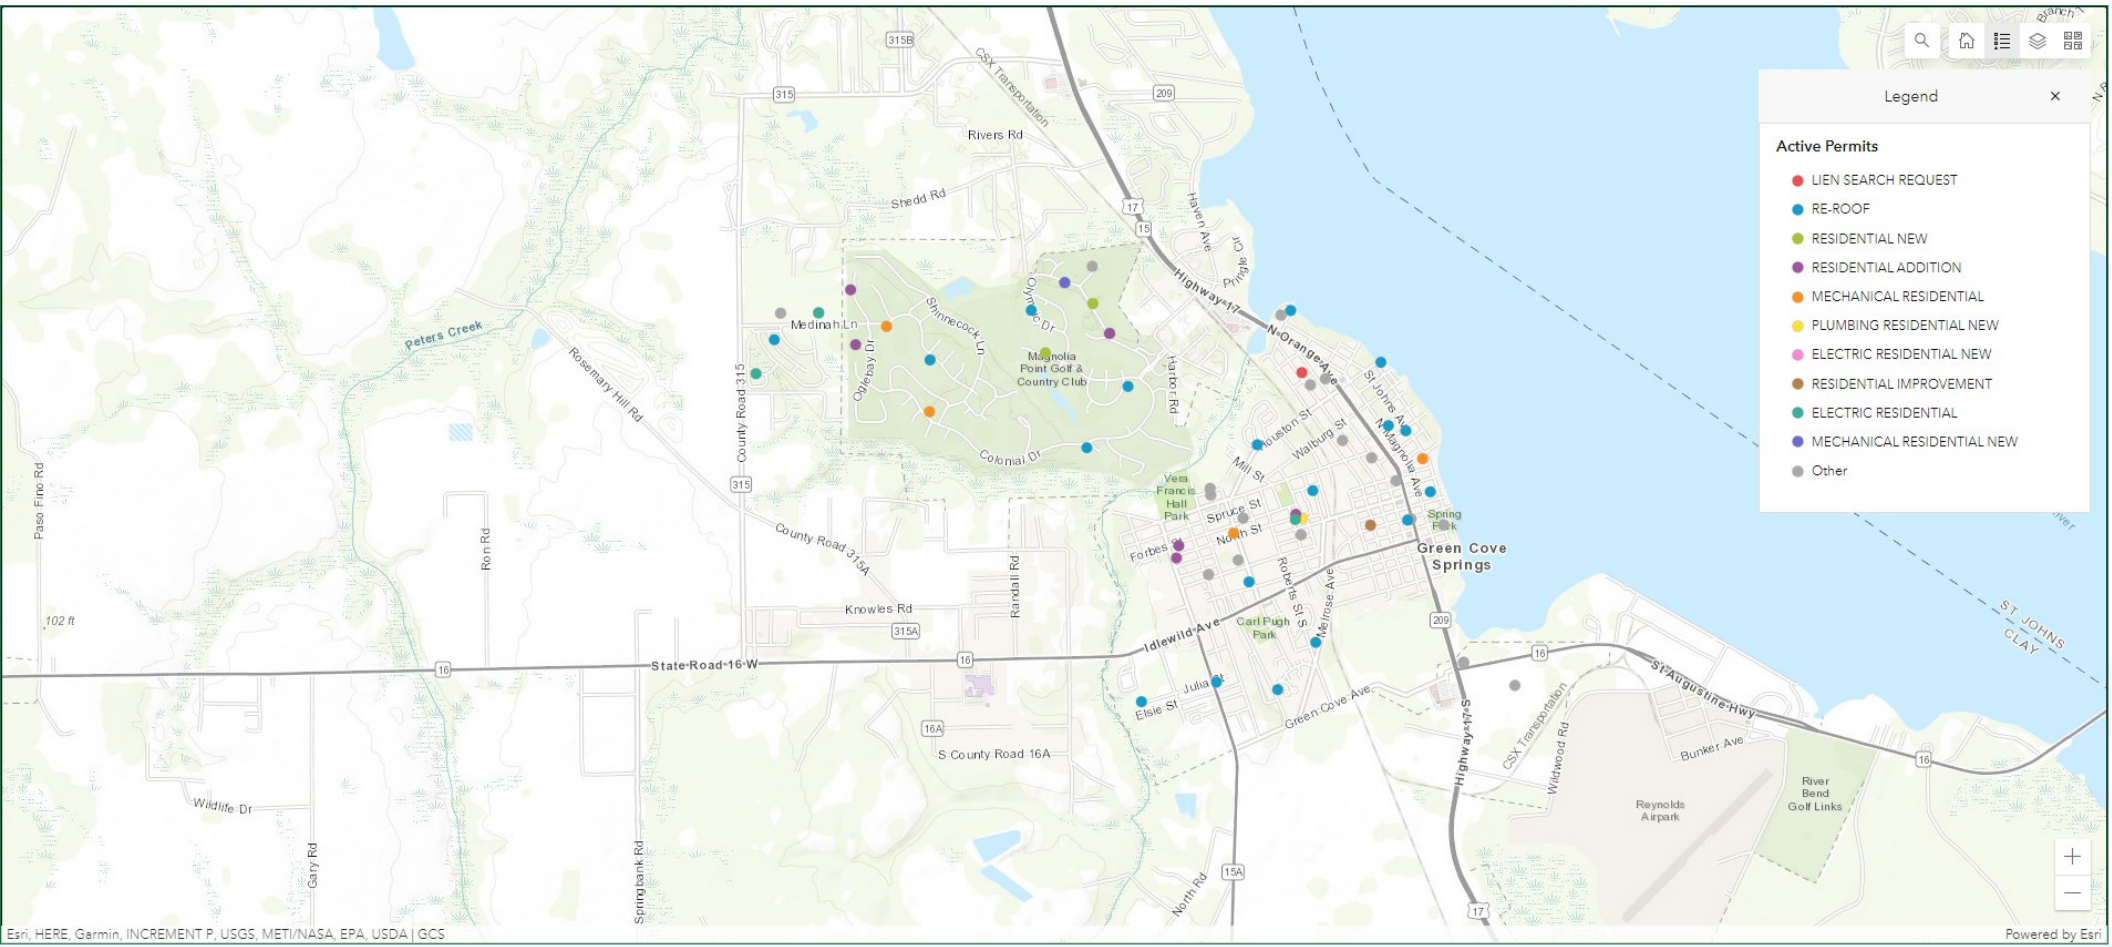 315B
CSX Transportation
315
209
Rivers Rd
Shedd Rd
17
15
Haven Ave
Pringle Cir
Highway 17
N Orange Ave
Olympic Dr
Shinnecock Ln
Medinah Ln
Oglebay Dr
Magnolia
Point Golf &
Country Club
Harbor Rd
Colonial Dr
County Road 315
315
Peters Creek
Rosemary Hill Rd
County Road 315A
Paso Fino Rd
Ron Rd
Randall Rd
Knowles Rd
315A
102 ft
St Johns Ave
N Magnolia Ave
Houston St
Walburg St
Mill St
Vera
Francis
Hall
Park
Spruce St
North St
Forbes St
Roberts St S
Melrose Ave
Spring
Park
Green Cove
Springs
Carl Pugh
Park
Idlewild Ave
State Road 16 W
16
16
209
16
Julia St
Elsie St
Green Cove Ave
16A
S County Road 16A
Wildlife Dr
Gary Rd
Springbank Rd
North Rd
15A
Highway 17 S
17
CSX Transportation
Wildwood Rd
St Augustine Hwy
Bunker Ave
16
Reynolds
Airpark
River
Bend
Golf Links
ST JOHNS
CLAY
River
Branch
Legend
Active Permits
LIEN SEARCH REQUEST
RE-ROOF
RESIDENTIAL NEW
RESIDENTIAL ADDITION
MECHANICAL RESIDENTIAL
PLUMBING RESIDENTIAL NEW
ELECTRIC RESIDENTIAL NEW
RESIDENTIAL IMPROVEMENT
ELECTRIC RESIDENTIAL
MECHANICAL RESIDENTIAL NEW
Other
Esri, HERE, Garmin, INCREMENT P, USGS, METI/NASA, EPA, USDA | GCS
Powered by Esri